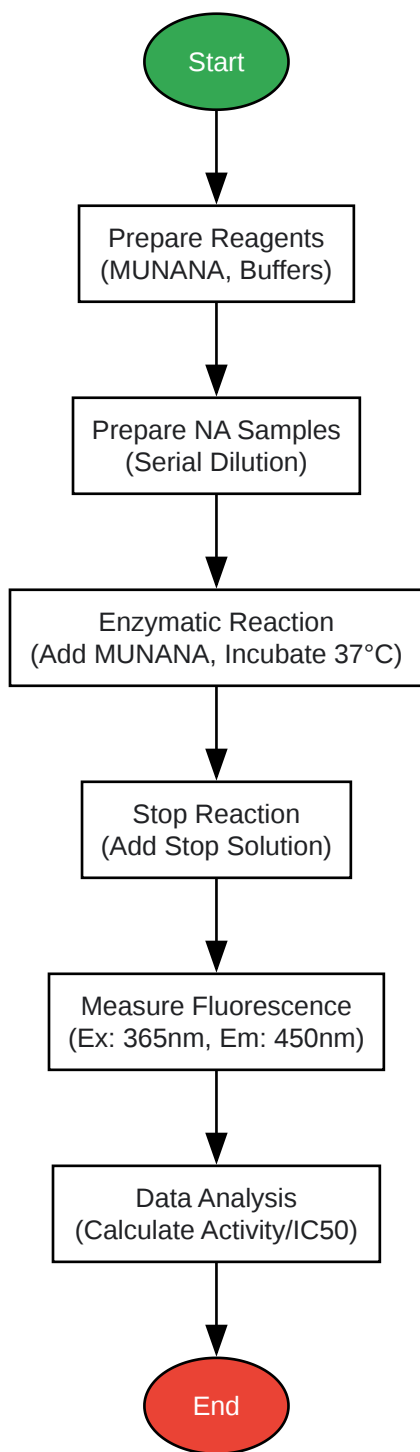 Start
Prepare Reagents
(MUNANA, Buffers)
Prepare NA Samples
(Serial Dilution)
Enzymatic Reaction
(Add MUNANA, Incubate 37°C)
Stop Reaction
(Add Stop Solution)
Measure Fluorescence
(Ex: 365nm, Em: 450nm)
Data Analysis
(Calculate Activity/IC50)
End